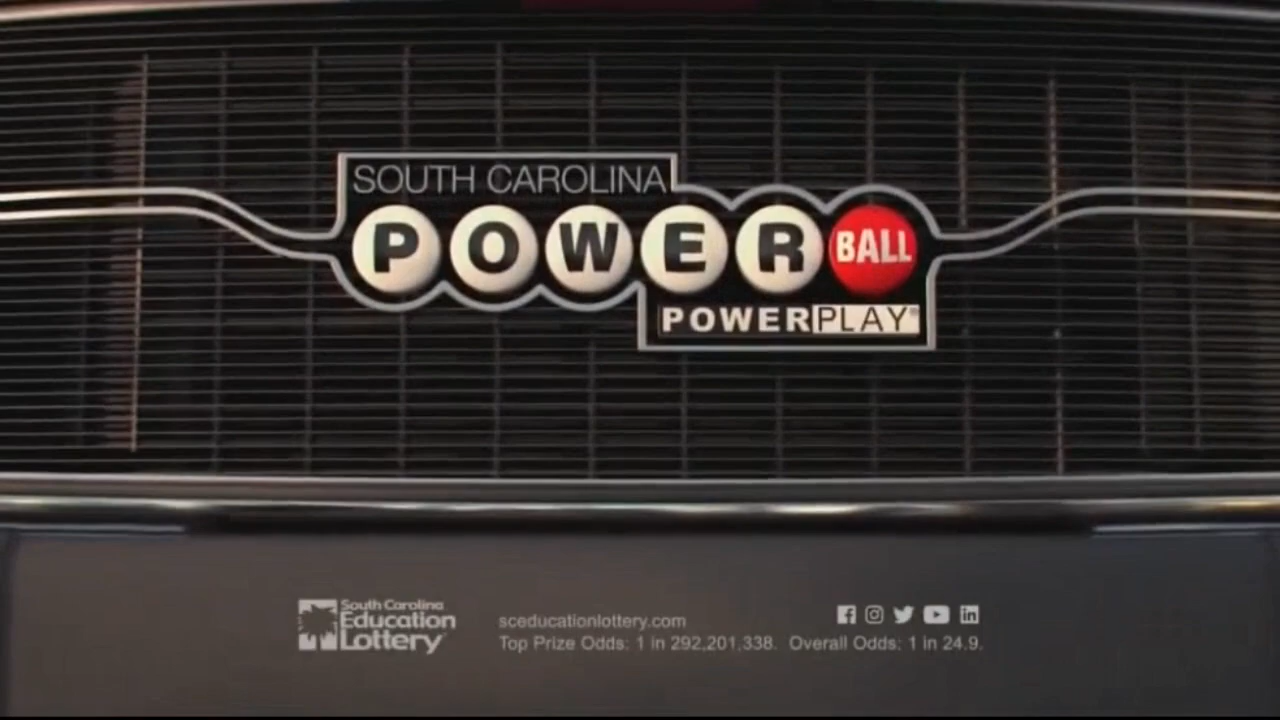 SOUTH CAROLINA
POWER BALL
POWERPLAY®
South Carolina
Education
Lottery
sceducationlottery.com
Top Prize Odds: 1 in 292,201,338. Overall Odds: 1 in 24.9.